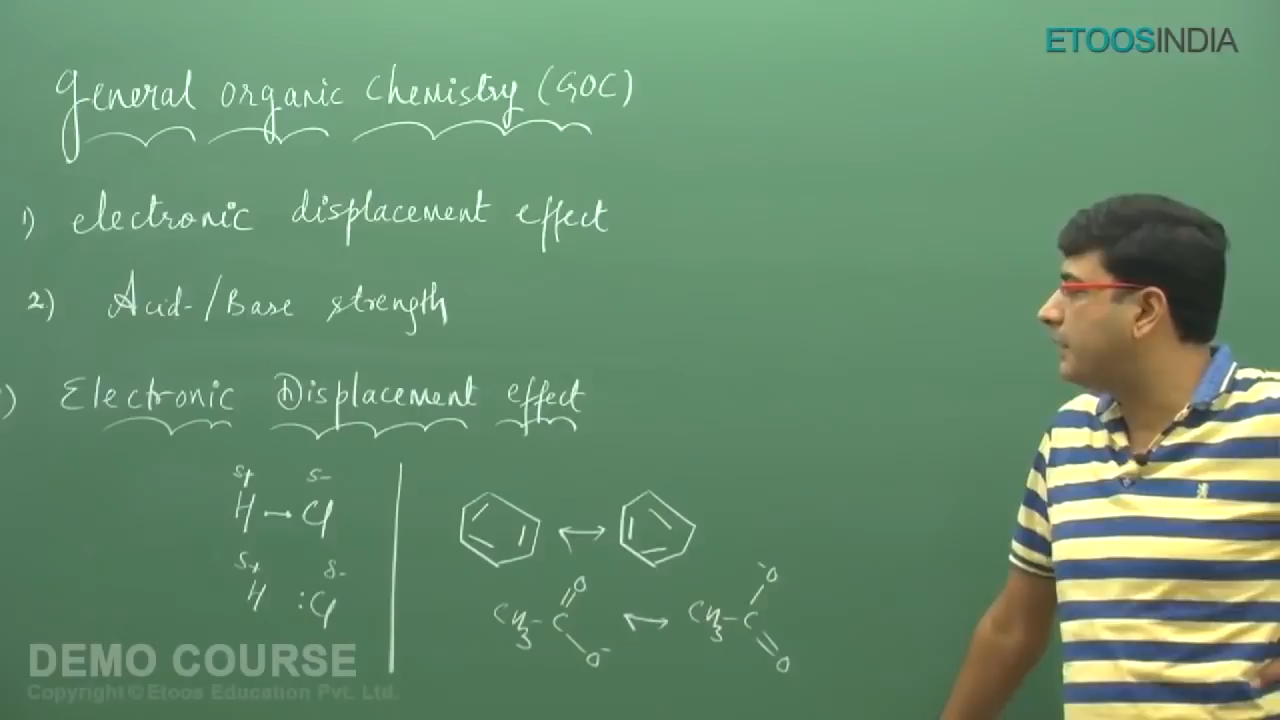 ETOOSINDIA
General organic Chemistry (GOC)
1) electronic displacement effect
2) Acid-/Base strength
) Electronic Displacement effect
δ+ δ-
H – Cl
δ+ δ-
H :Cl
O -O
CH3 – C ↔ CH3 – C
O- O
DEMO COURSE
Copyright © Etoos Education Pvt. Ltd.